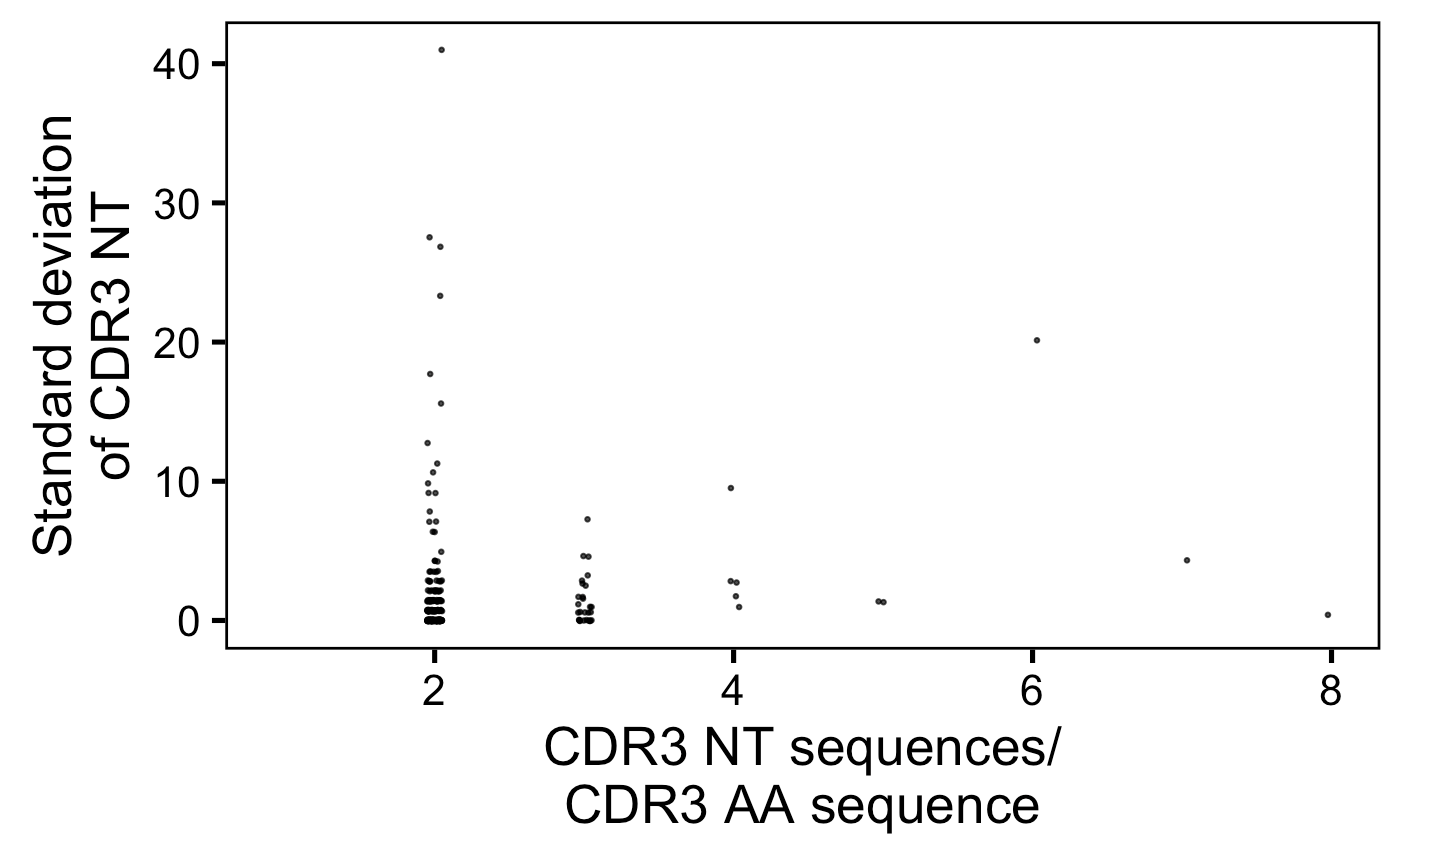 Standard deviation
of CDR3 NT
40
30
20
10
0
2 4 6 8
CDR3 NT sequences/
CDR3 AA sequence